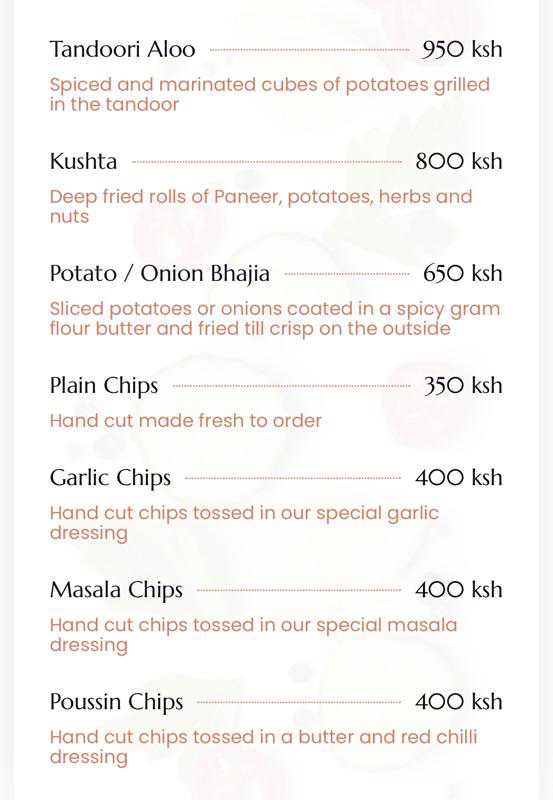 Tandoori Aloo 950 ksh
Spiced and marinated cubes of potatoes grilled
in the tandoor
Kushta 800 ksh
Deep fried rolls of Paneer, potatoes, herbs and
nuts
Potato / Onion Bhajia 650 ksh
Sliced potatoes or onions coated in a spicy gram
flour butter and fried till crisp on the outside
Plain Chips 350 ksh
Hand cut made fresh to order
Garlic Chips 400 ksh
Hand cut chips tossed in our special garlic
dressing
Masala Chips 400 ksh
Hand cut chips tossed in our special masala
dressing
Poussin Chips 400 ksh
Hand cut chips tossed in a butter and red chilli
dressing